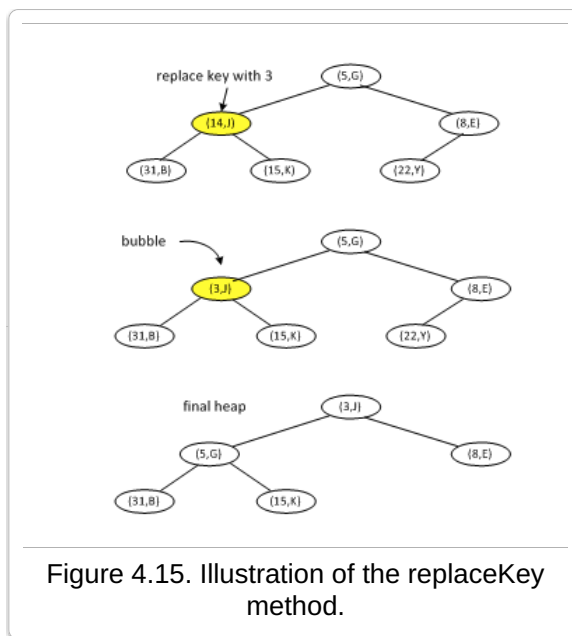 replace key with 3
(5,G)
(14,J)
(8,E)
(31,B)
(15,K)
(22,Y)
bubble
(5,G)
(3,J)
(8,E)
(31,B)
(15,K)
(22,Y)
final heap
(3,J)
(5,G)
(8,E)
(31,B)
(15,K)
Figure 4.15. Illustration of the replaceKey
method.